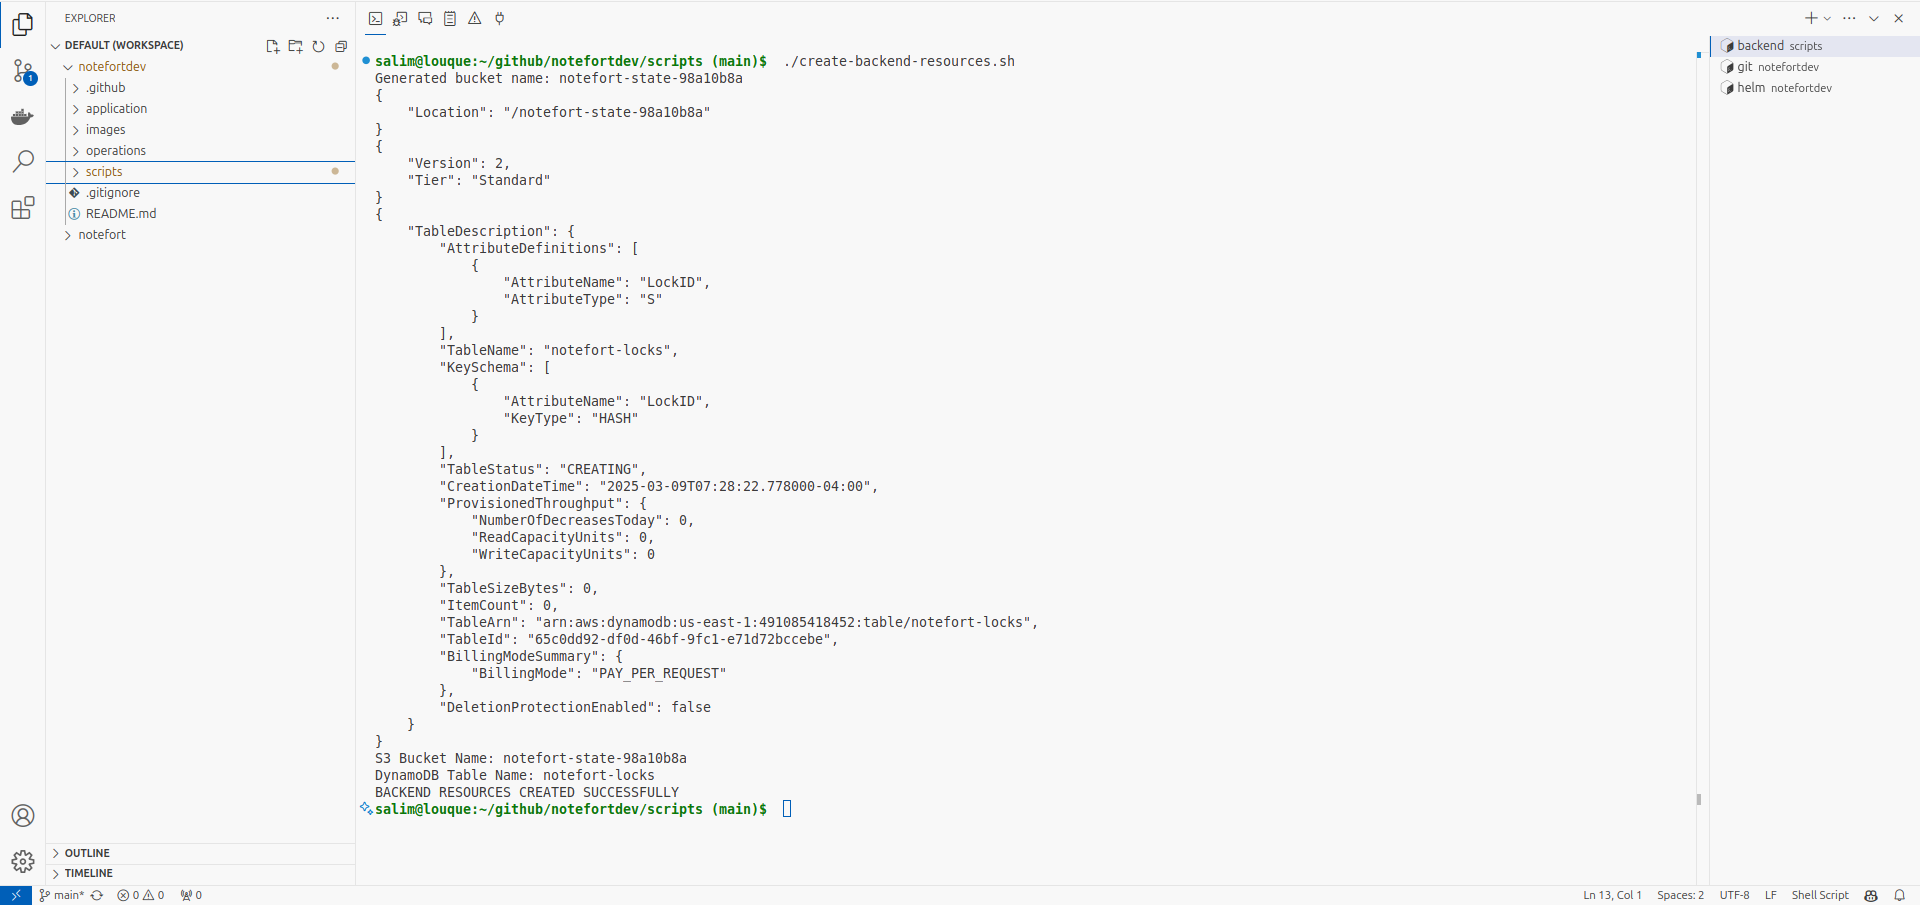 EXPLORER
DEFAULT (WORKSPACE)
notefortdev
.github
application
images
operations
scripts
.gitignore
README.md
notefort
OUTLINE
TIMELINE
salim@louque:~/github/notefortdev/scripts (main)$ ./create-backend-resources.sh
Generated bucket name: notefort-state-98a10b8a
{
    "Location": "/notefort-state-98a10b8a"
}
{
    "Version": 2,
    "Tier": "Standard"
}
{
    "TableDescription": {
        "AttributeDefinitions": [
            {
                "AttributeName": "LockID",
                "AttributeType": "S"
            }
        ],
        "TableName": "notefort-locks",
        "KeySchema": [
            {
                "AttributeName": "LockID",
                "KeyType": "HASH"
            }
        ],
        "TableStatus": "CREATING",
        "CreationDateTime": "2025-03-09T07:28:22.778000-04:00",
        "ProvisionedThroughput": {
            "NumberOfDecreasesToday": 0,
            "ReadCapacityUnits": 0,
            "WriteCapacityUnits": 0
        },
        "TableSizeBytes": 0,
        "ItemCount": 0,
        "TableArn": "arn:aws:dynamodb:us-east-1:491085418452:table/notefort-locks",
        "TableId": "65c0dd92-df0d-46bf-9fc1-e71d72bccebe",
        "BillingModeSummary": {
            "BillingMode": "PAY_PER_REQUEST"
        },
        "DeletionProtectionEnabled": false
    }
}
S3 Bucket Name: notefort-state-98a10b8a
DynamoDB Table Name: notefort-locks
BACKEND RESOURCES CREATED SUCCESSFULLY
salim@louque:~/github/notefortdev/scripts (main)$
backend scripts
git notefortdev
helm notefortdev
1
main* 0 0 0
Ln 13, Col 1 Spaces: 2 UTF-8 LF Shell Script